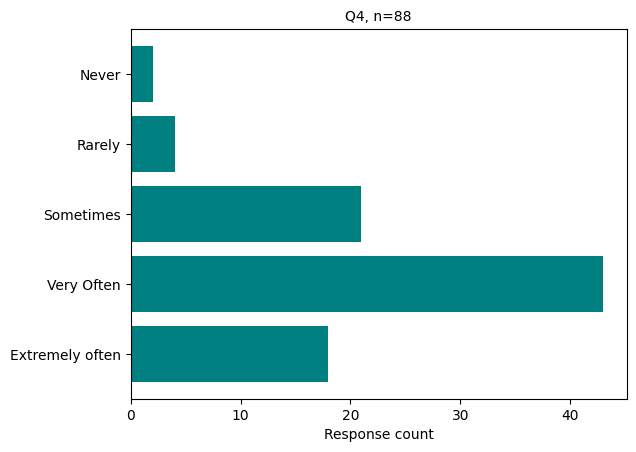 Q4, n=88
Never
Rarely
Sometimes
Very Often
Extremely often
0 10 20 30 40
Response count